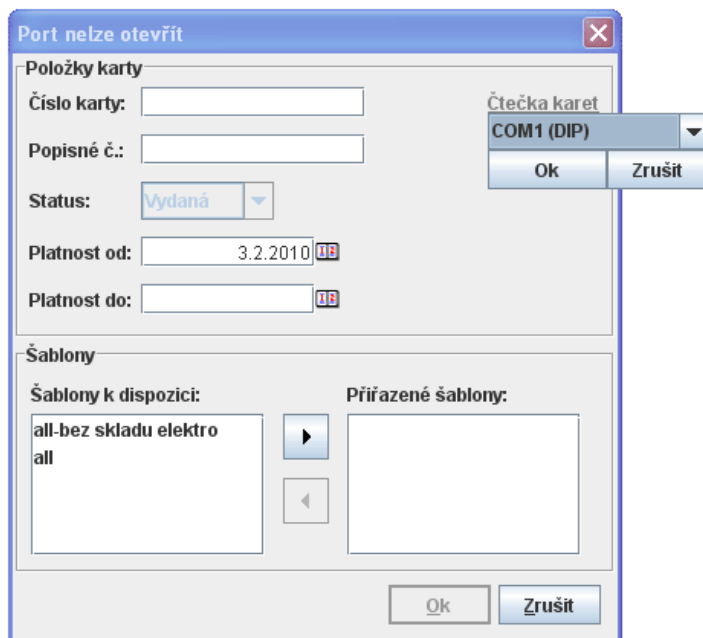 Port nelze otevřít
Položky karty
Číslo karty:
Čtečka karet
COM1 (DIP)
Popisné č.:
Ok Zrušit
Status: Vydaná
Platnost od: 3.2.2010
Platnost do:
Šablony
Šablony k dispozici: Přiřazené šablony:
all-bez skladu elektro
all
Ok Zrušit